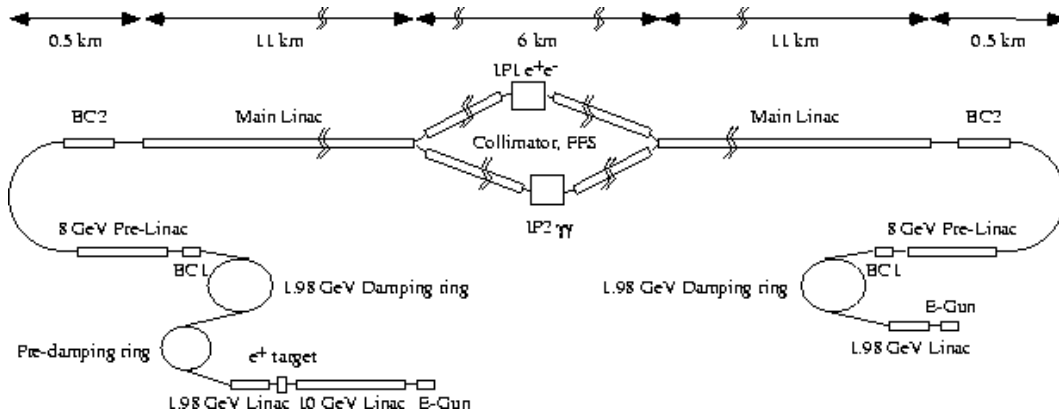 0.5 km
11 km
6 km
11 km
0.5 km
IP1 e+e-
BC2
Main Linac
Main Linac
BC2
Collimator, FFS
IP2 γγ
8 GeV Pre-Linac
8 GeV Pre-Linac
BC1
BC1
1.98 GeV Damping ring
1.98 GeV Damping ring
E-Gun
Pre-damping ring
e+ target
1.98 GeV Linac
1.98 GeV Linac
10 GeV Linac
E-Gun